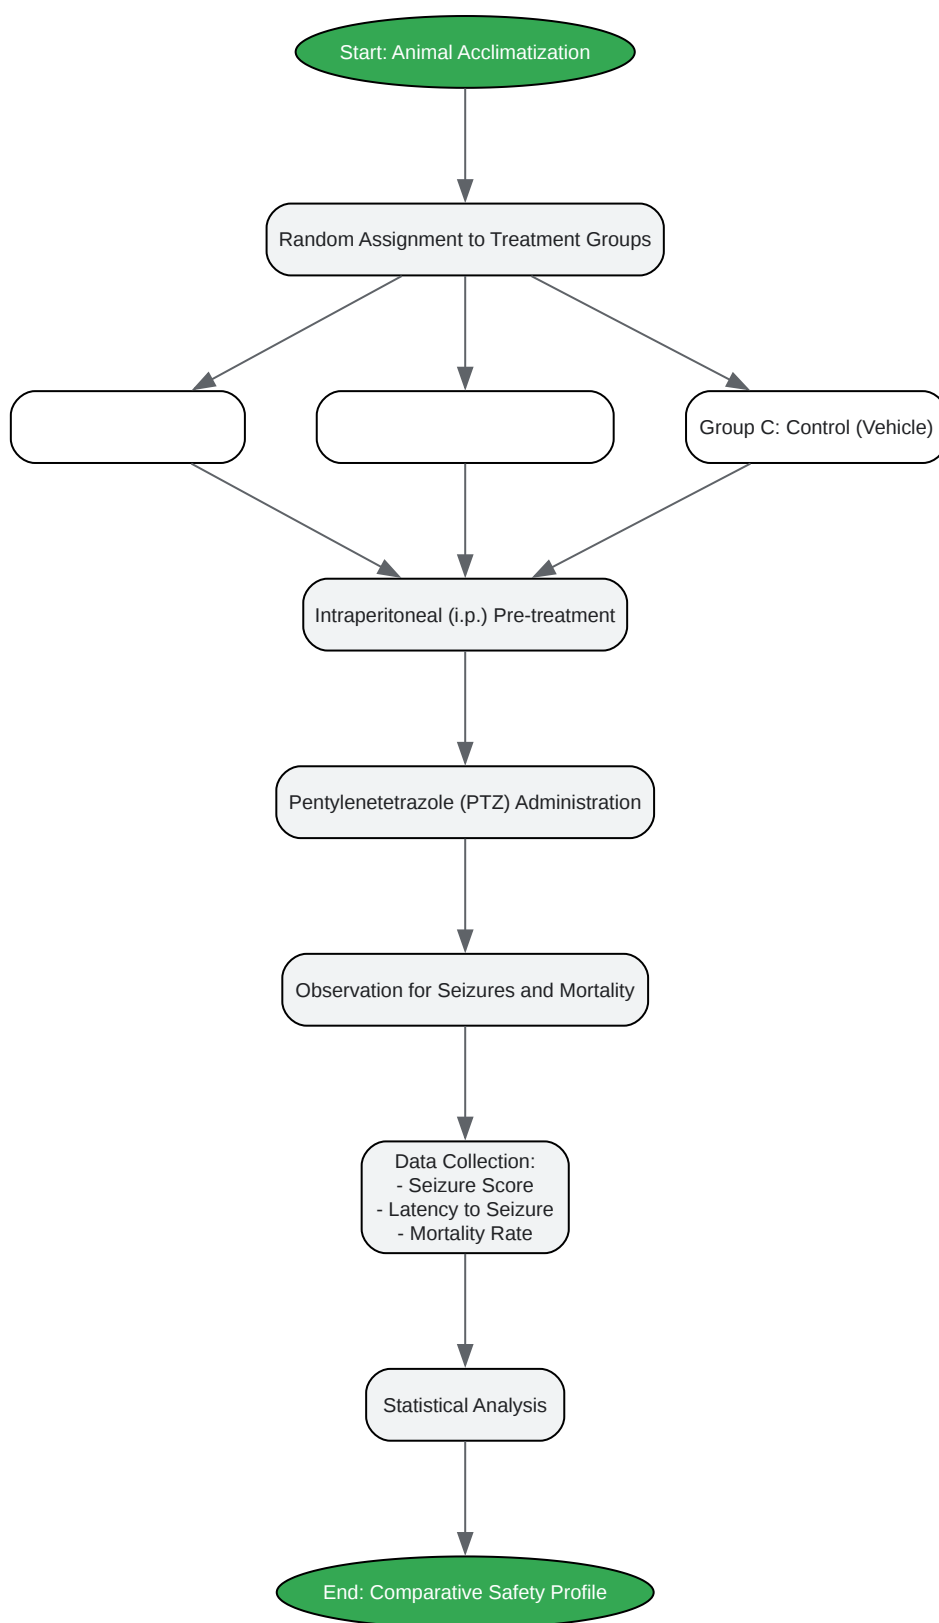 Start: Animal Acclimatization
Random Assignment to Treatment Groups
Group C: Control (Vehicle)
Intraperitoneal (i.p.) Pre-treatment
Pentylenetetrazole (PTZ) Administration
Observation for Seizures and Mortality
Data Collection:
- Seizure Score
- Latency to Seizure
- Mortality Rate
Statistical Analysis
End: Comparative Safety Profile